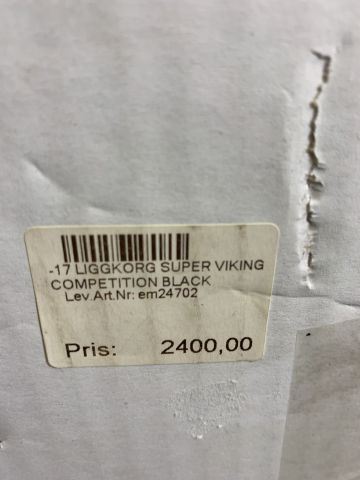 -17 LIGGKORG SUPER VIKING
COMPETITION BLACK
Lev.Art.Nr: em24702
Pris: 2400,00